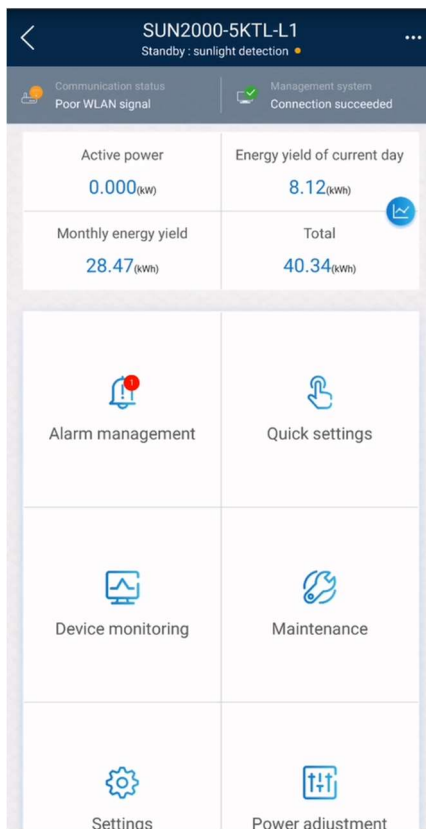 SUN2000-5KTL-L1
Standby : sunlight detection
Communication status
Poor WLAN signal
Management system
Connection succeeded
Active power
0.000(kW)
Energy yield of current day
8.12(kWh)
Monthly energy yield
28.47(kWh)
Total
40.34(kWh)
1
Alarm management
Quick settings
Device monitoring
Maintenance
Settings
Power adjustment